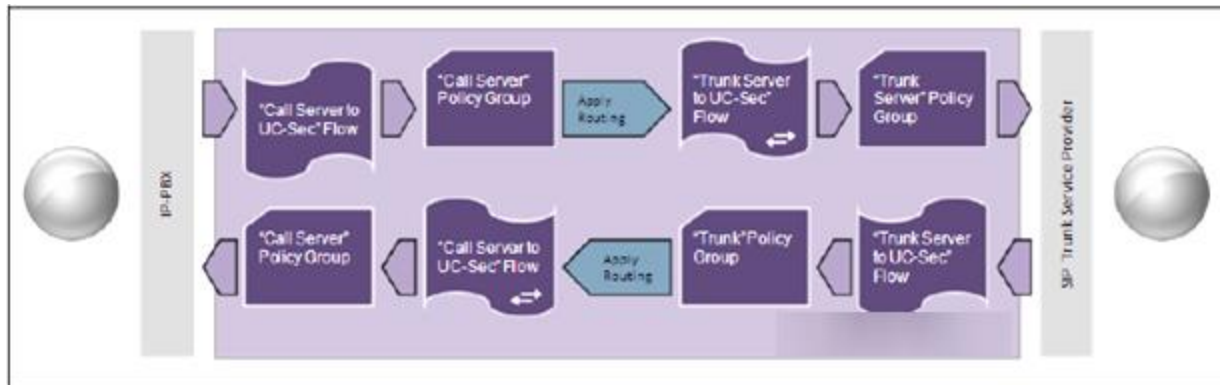 IP-PBX
"Call Server to
UC-Sec" Flow
"Call Server"
Policy Group
Apply
Routing
"Trunk Server
to UC-Sec"
Flow
"Trunk
Server" Policy
Group
"Call Server"
Policy Group
"Call Server to
UC-Sec" Flow
Apply
Routing
"Trunk" Policy
Group
"Trunk Server
to UC-Sec"
Flow
SIP Trunk Service Provider